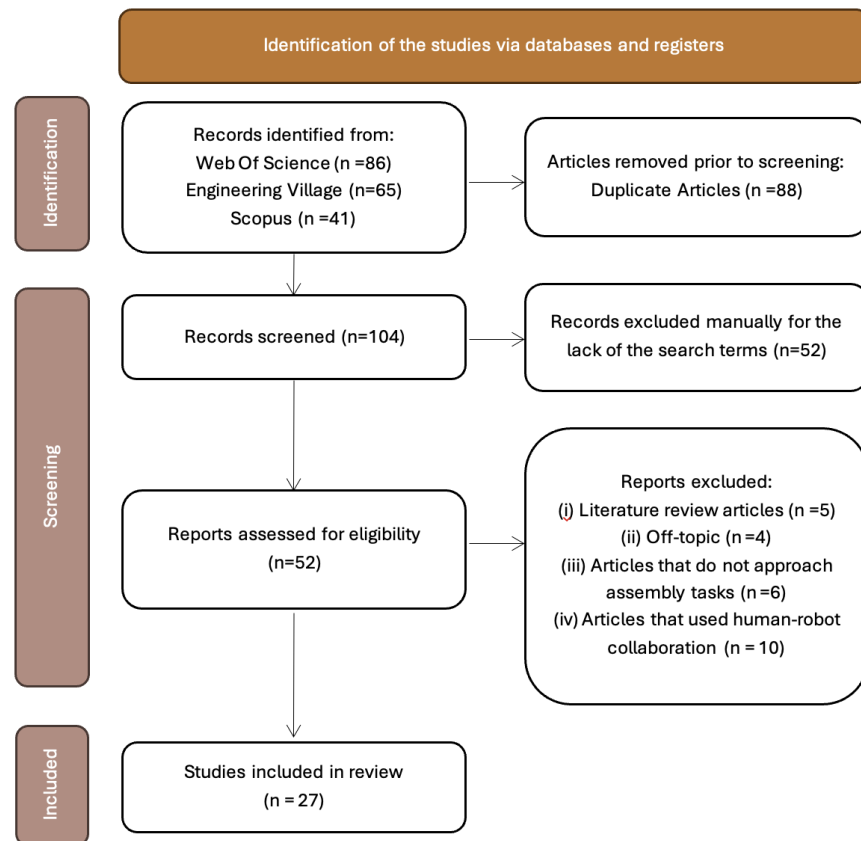 Identification of the studies via databases and registers
Identification
Records identified from:
Web Of Science (n =86)
Engineering Village (n=65)
Scopus (n =41)
Articles removed prior to screening:
Duplicate Articles (n =88)
Screening
Records screened (n=104)
Records excluded manually for the
lack of the search terms (n=52)
Reports assessed for eligibility
(n=52)
Reports excluded:
(i) Literature review articles (n =5)
(ii) Off-topic (n =4)
(iii) Articles that do not approach
assembly tasks (n =6)
(iv) Articles that used human-robot
collaboration (n = 10)
Included
Studies included in review
(n = 27)